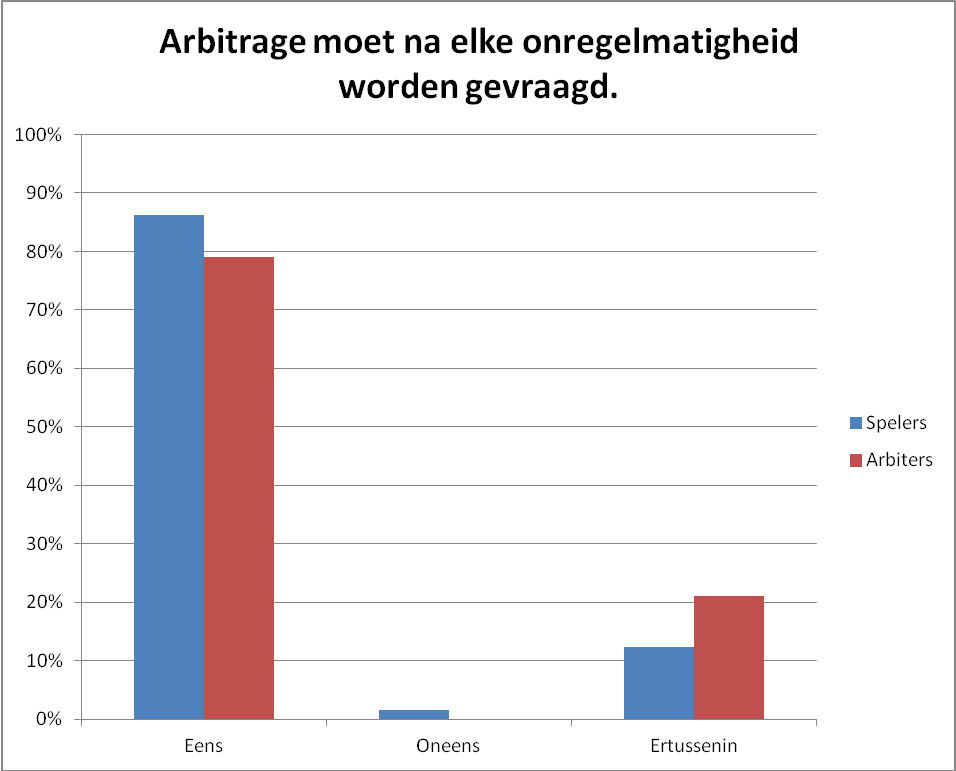 Arbitrage moet na elke onregelmatigheid
worden gevraagd.
100%
90%
80%
70%
60%
50%
40%
30%
20%
10%
0%
Eens
Oneens
Ertussenin
Spelers
Arbiters